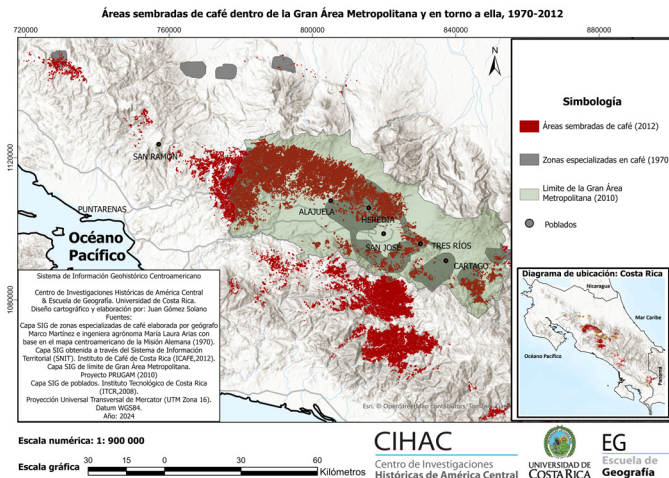 Áreas sembradas de café dentro de la Gran Área Metropolitana y en torno a ella, 1970-2012
720000
760000
800000
840000
880000
N
1120000
1080000
SAN RAMÓN
PUNTARENAS
Océano
Pacífico
ALAJUELA
HEREDIA
SAN JOSÉ
TRES RÍOS
CARTAGO
Simbología
Áreas sembradas de café (2012)
Zonas especializadas en café (1970
Limite de la Gran Área
Metropolitana (2010)
Poblados
Sistema de Información Geohistórico Centroamericano
Centro de Investigaciones Históricas de América Central
& Escuela de Geografía. Universidad de Costa Rica.
Diseño cartográfico y elaboración por: Juan Gómez Solano
Fuentes:
Capa SIG de zonas especializadas de café elaborada por geógrafo
Marco Martínez e ingeniera agrónoma María Laura Arias con
base en el mapa centroamericano de la Misión Alemana (1970).
Capa SIG obtenida a través del Sistema de Información
Territorial (SNIT). Instituto de Café de Costa Rica (ICAFE,2012).
Capa SIG de límite de Gran Área Metropolitana.
Proyecto PRUGAM (2010)
Capa SIG de poblados. Instituto Tecnológico de Costa Rica
(ITCR,2008).
Proyección Universal Transversal de Mercator (UTM Zona 16).
Datum WGS84.
Año: 2024
Esri, © OpenStreetMap contributors,
Diagrama de ubicación: Costa Rica
Nicaragua
Mar Caribe
Océano Pacífico
Panamá
Escala numérica: 1: 900 000
Escala gráfica
30 15 0 30 60
Kilómetros
CIHAC
Centro de Investigaciones
Históricas de América Central
UNIVERSIDAD DE
COSTA RICA
EG
Escuela de
Geografía